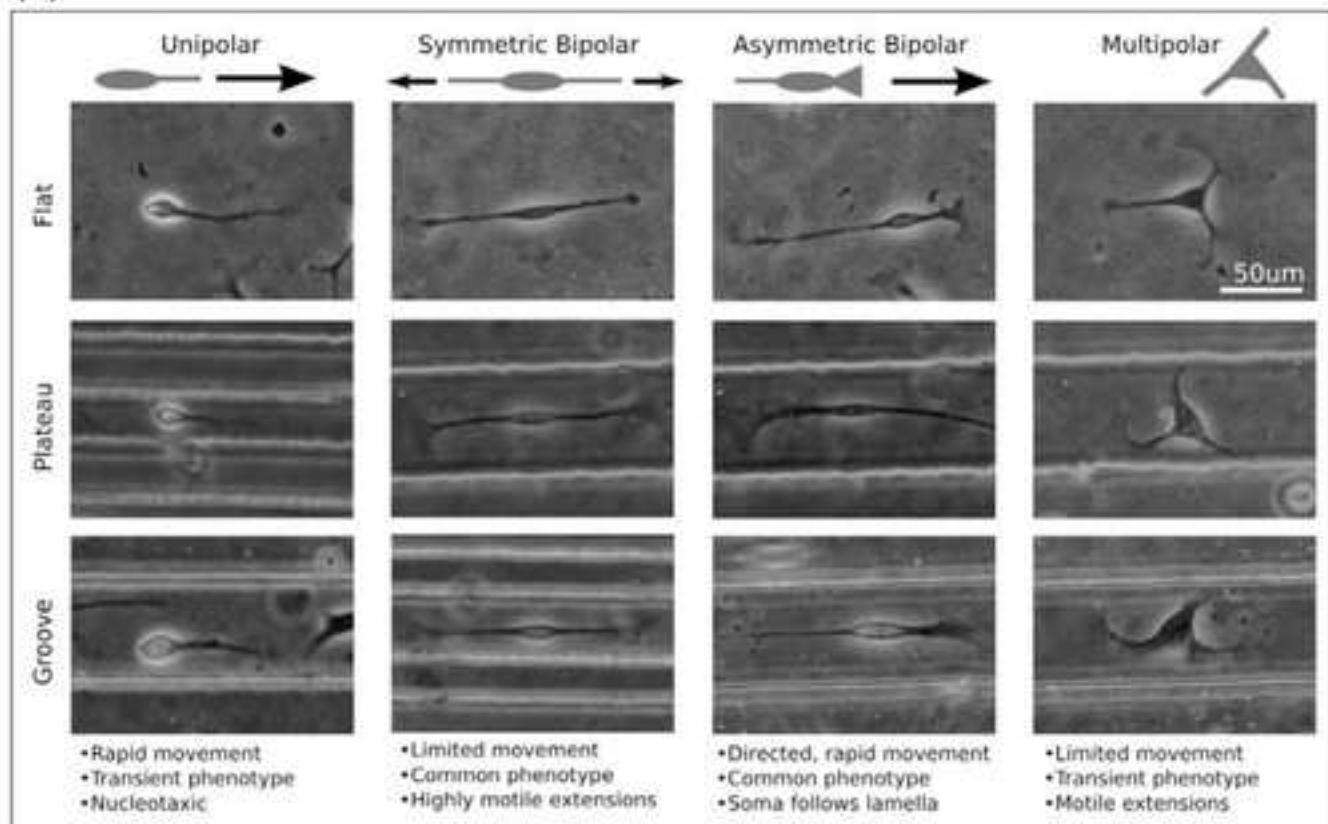 Unipolar
Symmetric Bipolar
Asymmetric Bipolar
Multipolar
Flat
50um
Plateau
Groove
•Rapid movement
•Transient phenotype
•Nucleotaxic
•Limited movement
•Common phenotype
•Highly motile extensions
•Directed, rapid movement
•Common phenotype
•Soma follows lamella
•Limited movement
•Transient phenotype
•Motile extensions